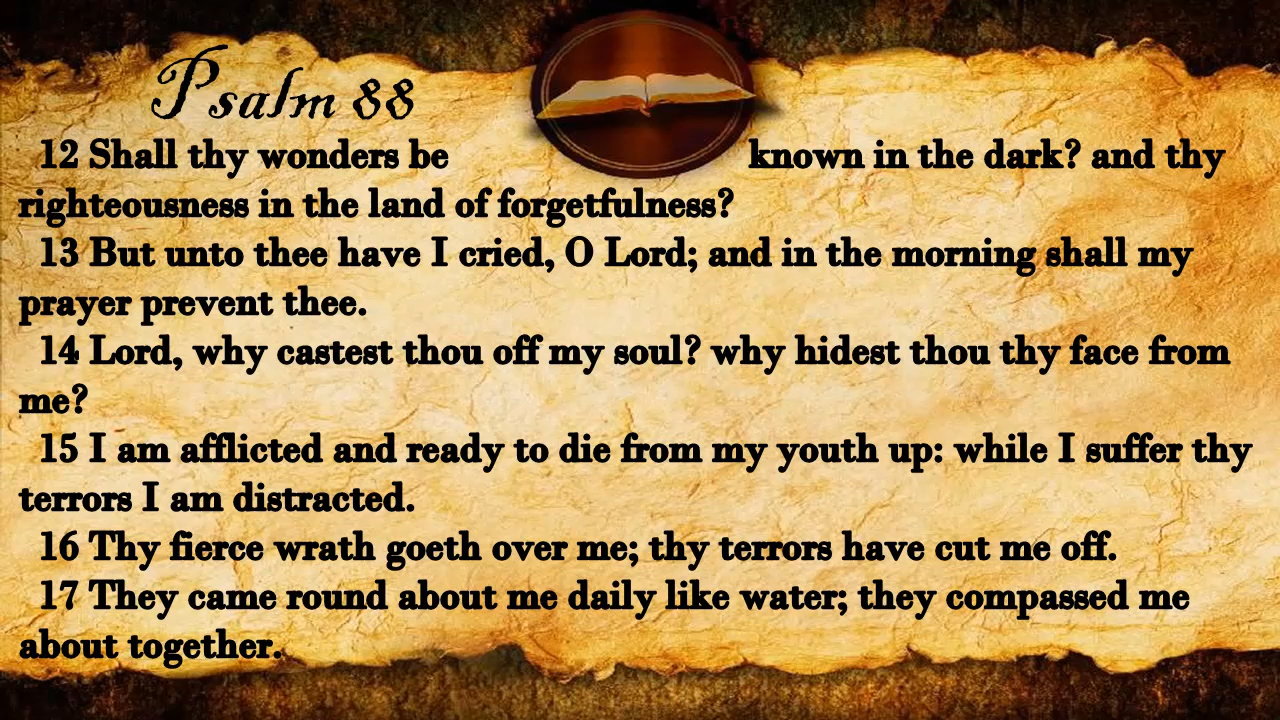 Psalm 88
12 Shall thy wonders be known in the dark? and thy
righteousness in the land of forgetfulness?
13 But unto thee have I cried, O Lord; and in the morning shall my
prayer prevent thee.
14 Lord, why castest thou off my soul? why hidest thou thy face from
me?
15 I am afflicted and ready to die from my youth up: while I suffer thy
terrors I am distracted.
16 Thy fierce wrath goeth over me; thy terrors have cut me off.
17 They came round about me daily like water; they compassed me
about together.